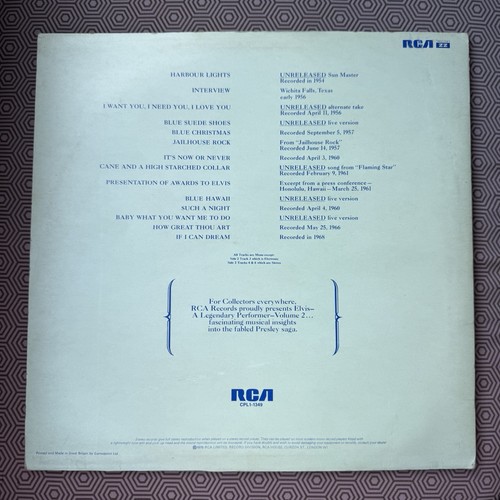 RCA
HARBOUR LIGHTS UNRELEASED Sun Master
Recorded in 1954
INTERVIEW Wichita Falls, Texas
early 1956
I WANT YOU, I NEED YOU, I LOVE YOU UNRELEASED alternate take
Recorded April 11, 1956
BLUE SUEDE SHOES UNRELEASED live version
BLUE CHRISTMAS Recorded September 5, 1957
JAILHOUSE ROCK From "Jailhouse Rock"
Recorded June 14, 1957
IT'S NOW OR NEVER Recorded April 3, 1960
CANE AND A HIGH STARCHED COLLAR UNRELEASED song from "Flaming Star"
Recorded February 9, 1961
PRESENTATION OF AWARDS TO ELVIS Excerpt from a press conference—
Honolulu, Hawaii—March 25, 1961
BLUE HAWAII UNRELEASED live version
SUCH A NIGHT Recorded April 4, 1960
BABY WHAT YOU WANT ME TO DO UNRELEASED live version
HOW GREAT THOU ART Recorded May 25, 1966
IF I CAN DREAM Recorded in 1968
All Tracks are Mono except
For Collectors everywhere.
RCA Records proudly presents Elvis—
A Legendary Performer—Volume 2...
fascinating musical insights
into the fabled Presley saga.
RCA
CPL1-1349